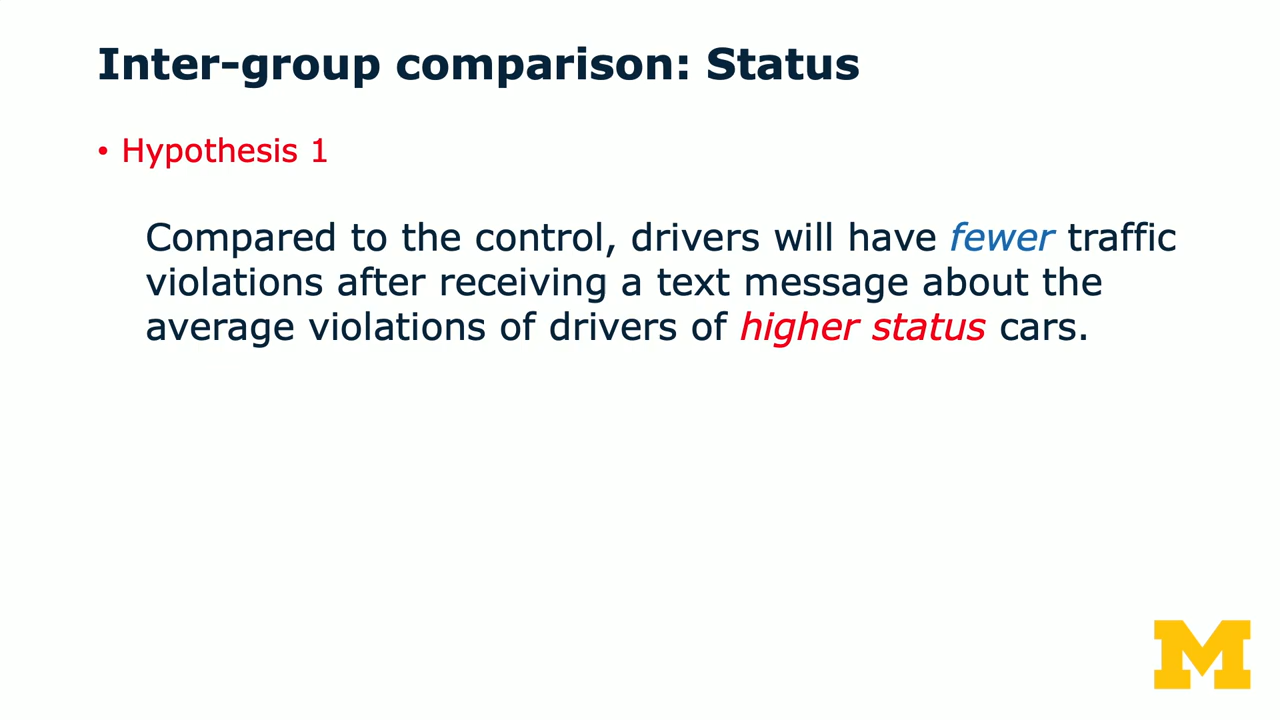 Inter-group comparison: Status
• Hypothesis 1
Compared to the control, drivers will have fewer traffic
violations after receiving a text message about the
average violations of drivers of higher status cars.
M